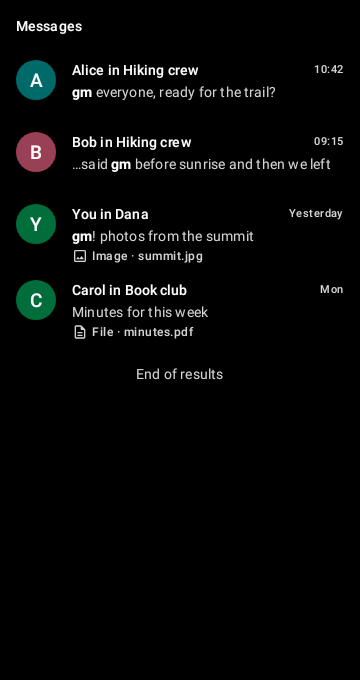 Messages
A
Alice in Hiking crew
10:42
gm everyone, ready for the trail?
B
Bob in Hiking crew
09:15
…said gm before sunrise and then we left
Y
You in Dana
Yesterday
gm! photos from the summit
Image · summit.jpg
C
Carol in Book club
Mon
Minutes for this week
File · minutes.pdf
End of results